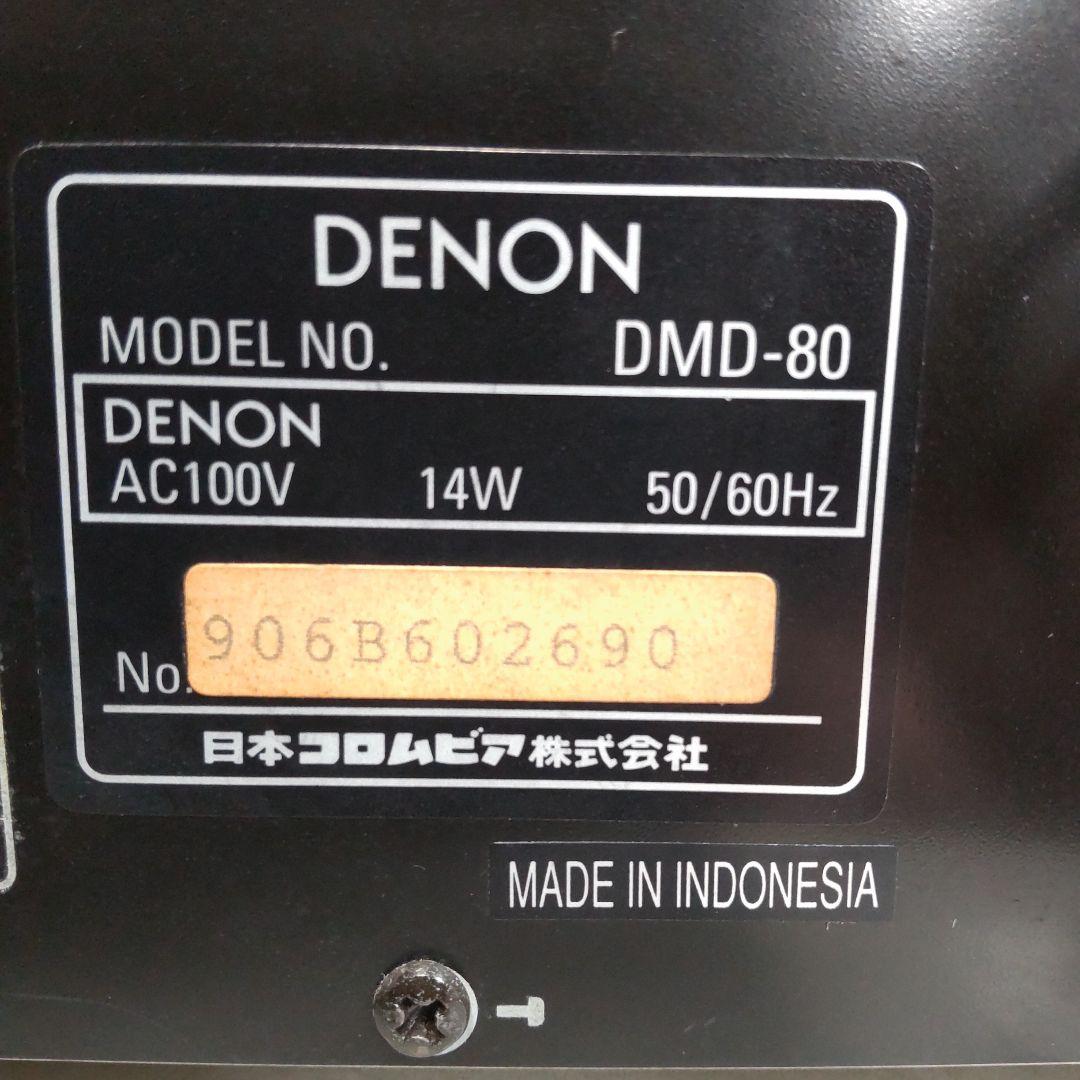 DENON
MODEL NO. DMD-80
DENON
AC100V 14W 50/60Hz
No. 906B602690
日本コロムビア株式会社
MADE IN INDONESIA